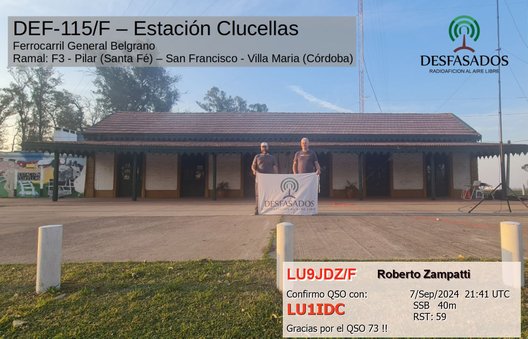 DEF-115/F – Estación Clucellas
Ferrocarril General Belgrano
Ramal: F3 - Pilar (Santa Fé) – San Francisco - Villa Maria (Córdoba)
DESFASADOS
RADIOAFICION AL AIRE LIBRE
DESFASADOS
LU9JDZ/F Roberto Zampatti
Confirmo QSO con: 7/Sep/2024 21:41 UTC
LU1IDC SSB 40m
RST: 59
Gracias por el QSO 73 !!